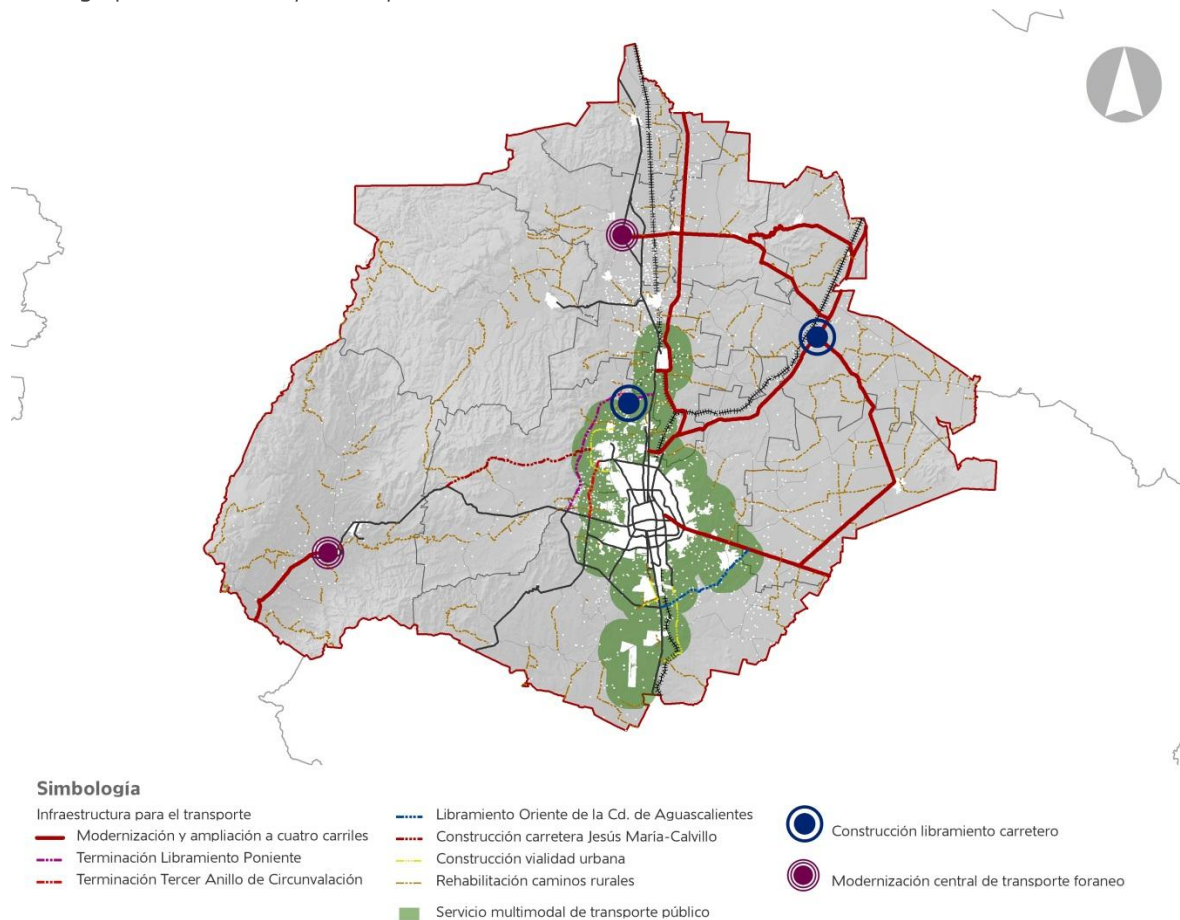 Simbología
Infraestructura para el transporte
Modernización y ampliación a cuatro carriles
Terminación Libramiento Poniente
Terminación Tercer Anillo de Circunvalación
Libramiento Oriente de la Cd. de Aguascalientes
Construcción carretera Jesús María-Calvillo
Construcción vialidad urbana
Rehabilitación caminos rurales
Servicio multimodal de transporte público
Construcción libramiento carretero
Modernización central de transporte foraneo